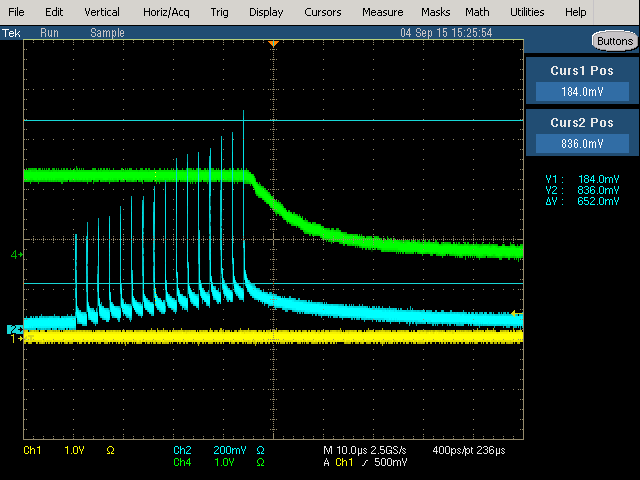 File Edit Vertical Horiz/Acq Trig Display Cursors Measure Masks Math Utilities Help
Tek Run Sample 04 Sep 15 15:25:54 Buttons
Curs1 Pos
184.0mV
Curs2 Pos
836.0mV
V1 : 184.0mV
V2 : 836.0mV
ΔV : 652.0mV
4
2
1
Ch1 1.0V Ω Ch2 200mV Ω M 10.0µs 2.5GS/s 400ps/pt 236µs
Ch4 1.0V Ω A Ch1 ∕ 500mV